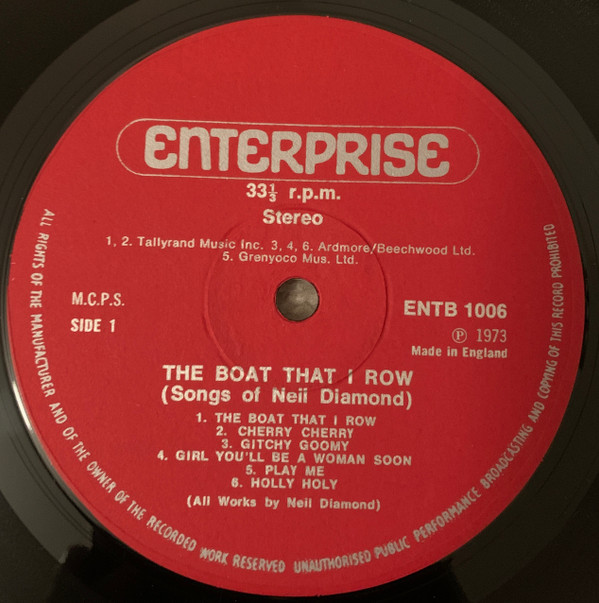 ENTERPRISE
33⅓ r.p.m.
Stereo
1, 2. Tallyrand Music Inc. 3, 4, 6. Ardmore/Beechwood Ltd.
5. Grenyoco Mus. Ltd.
M.C.P.S.
SIDE 1
ENTB 1006
Ⓟ 1973
Made in England
THE BOAT THAT I ROW
(Songs of Neil Diamond)
1. THE BOAT THAT I ROW
2. CHERRY CHERRY
3. GITCHY GOOMY
4. GIRL YOU'LL BE A WOMAN SOON
5. PLAY ME
6. HOLLY HOLY
(All Works by Neil Diamond)
ALL RIGHTS OF THE MANUFACTURER AND OF THE OWNER OF THE RECORDED WORK RESERVED UNAUTHORISED PUBLIC PERFORMANCE BROADCASTING AND COPYING OF THIS RECORD PROHIBITED